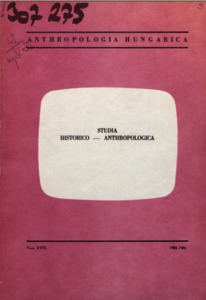 307 275
ANTHROPOLOGIA HUNGARICA
STUDIA
HISTORICO — ANTHROPOLOGICA